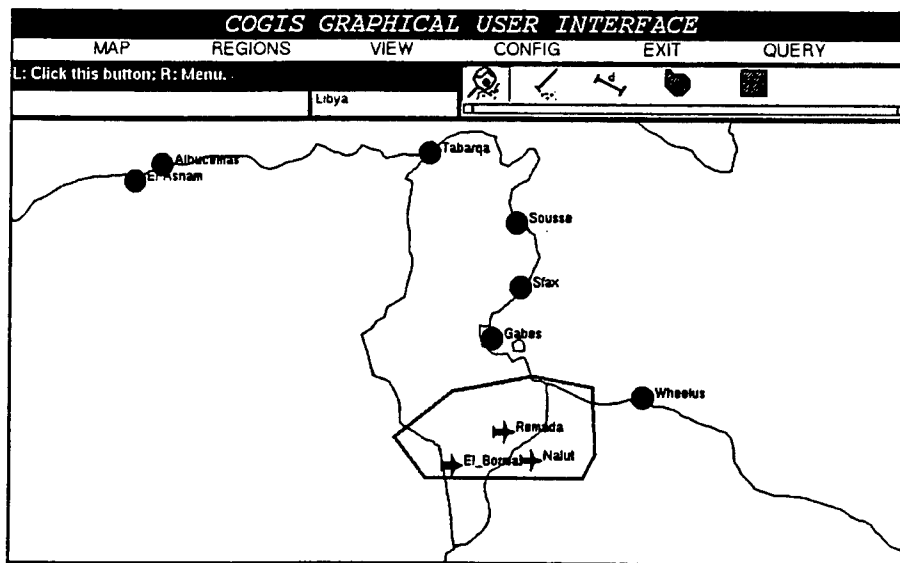 COGIS GRAPHICAL USER INTERFACE
MAP REGIONS VIEW CONFIG EXIT QUERY
L: Click this button; R: Menu.
d
Libya
Tabarqa
Albucemas
El Asnam
Sousse
Sfax
Gabes
Wheelus
Remada
El_Borma
Nalut